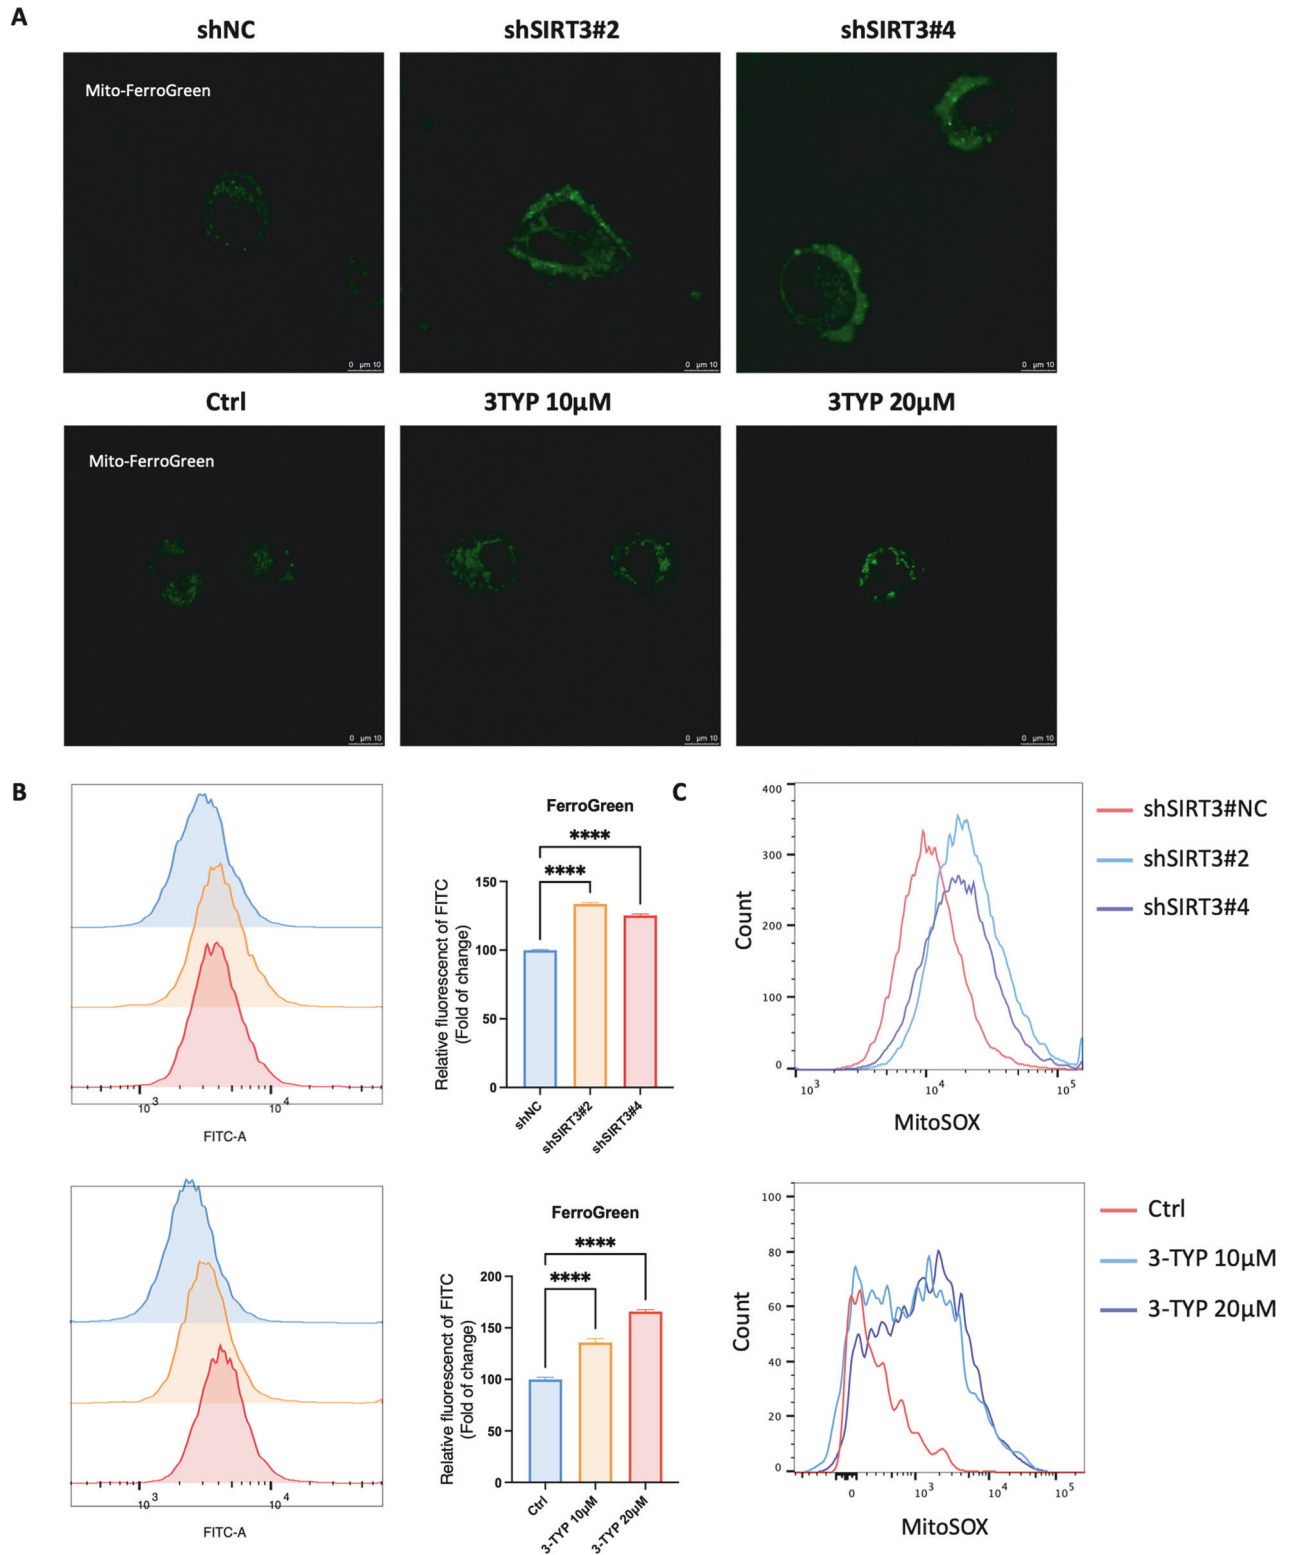 A
shNC
shSIRT3#2
shSIRT3#4
Mito-FerroGreen
0 µm 10
0 µm 10
0 µm 10
Ctrl
3TYP 10µM
3TYP 20µM
Mito-FerroGreen
0 µm 10
0 µm 10
0 µm 10
B
10³
10⁴
FITC-A
FerroGreen
****
****
Relative fluorescenct of FITC
(Fold of change)
150
100
50
0
shNC
shSIRT3#2
shSIRT3#4
C
400
300
200
100
0
Count
10³
10⁴
10⁵
MitoSOX
shSIRT3#NC
shSIRT3#2
shSIRT3#4
10³
10⁴
FITC-A
FerroGreen
****
****
Relative fluorescenct of FITC
(Fold of change)
200
150
100
50
0
Ctrl
3-TYP 10µM
3-TYP 20µM
100
80
60
40
20
0
Count
0
10³
10⁴
10⁵
MitoSOX
Ctrl
3-TYP 10µM
3-TYP 20µM